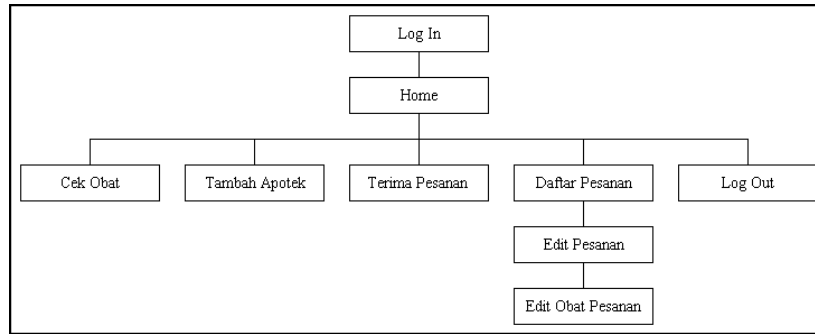 Log In
Home
Cek Obat
Tambah Apotek
Terima Pesanan
Daftar Pesanan
Log Out
Edit Pesanan
Edit Obat Pesanan